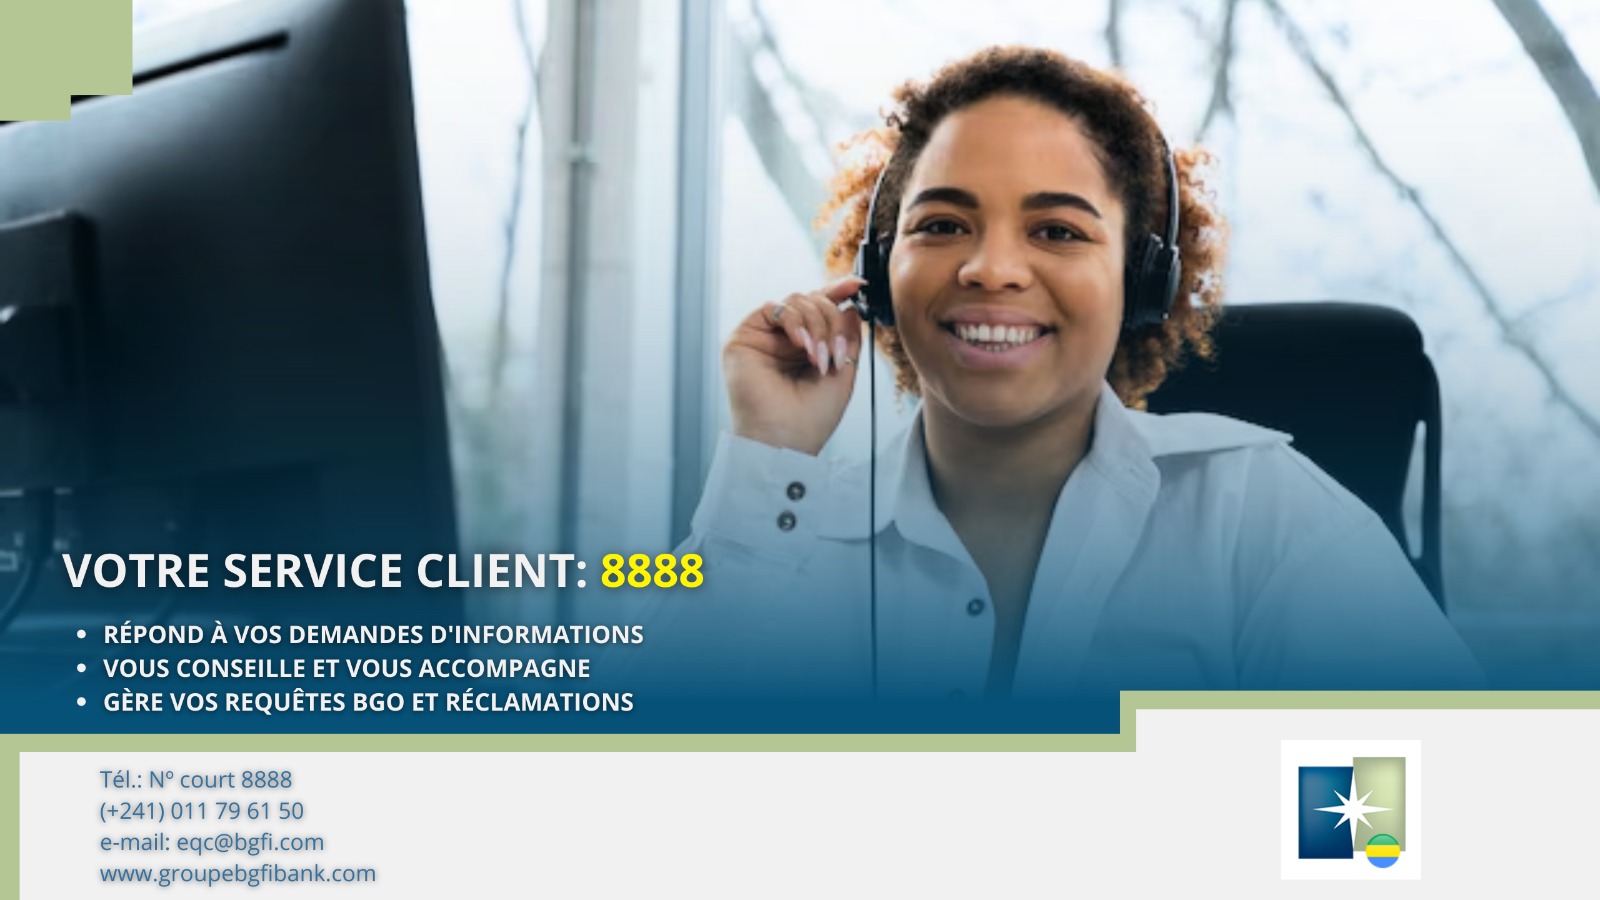 VOTRE SERVICE CLIENT: 8888
• RÉPOND À VOS DEMANDES D'INFORMATIONS
• VOUS CONSEILLE ET VOUS ACCOMPAGNE
• GÈRE VOS REQUÊTES BGO ET RÉCLAMATIONS
Tél.: Nº court 8888
(+241) 011 79 61 50
e-mail: eqc@bgfi.com
www.groupebgfibank.com